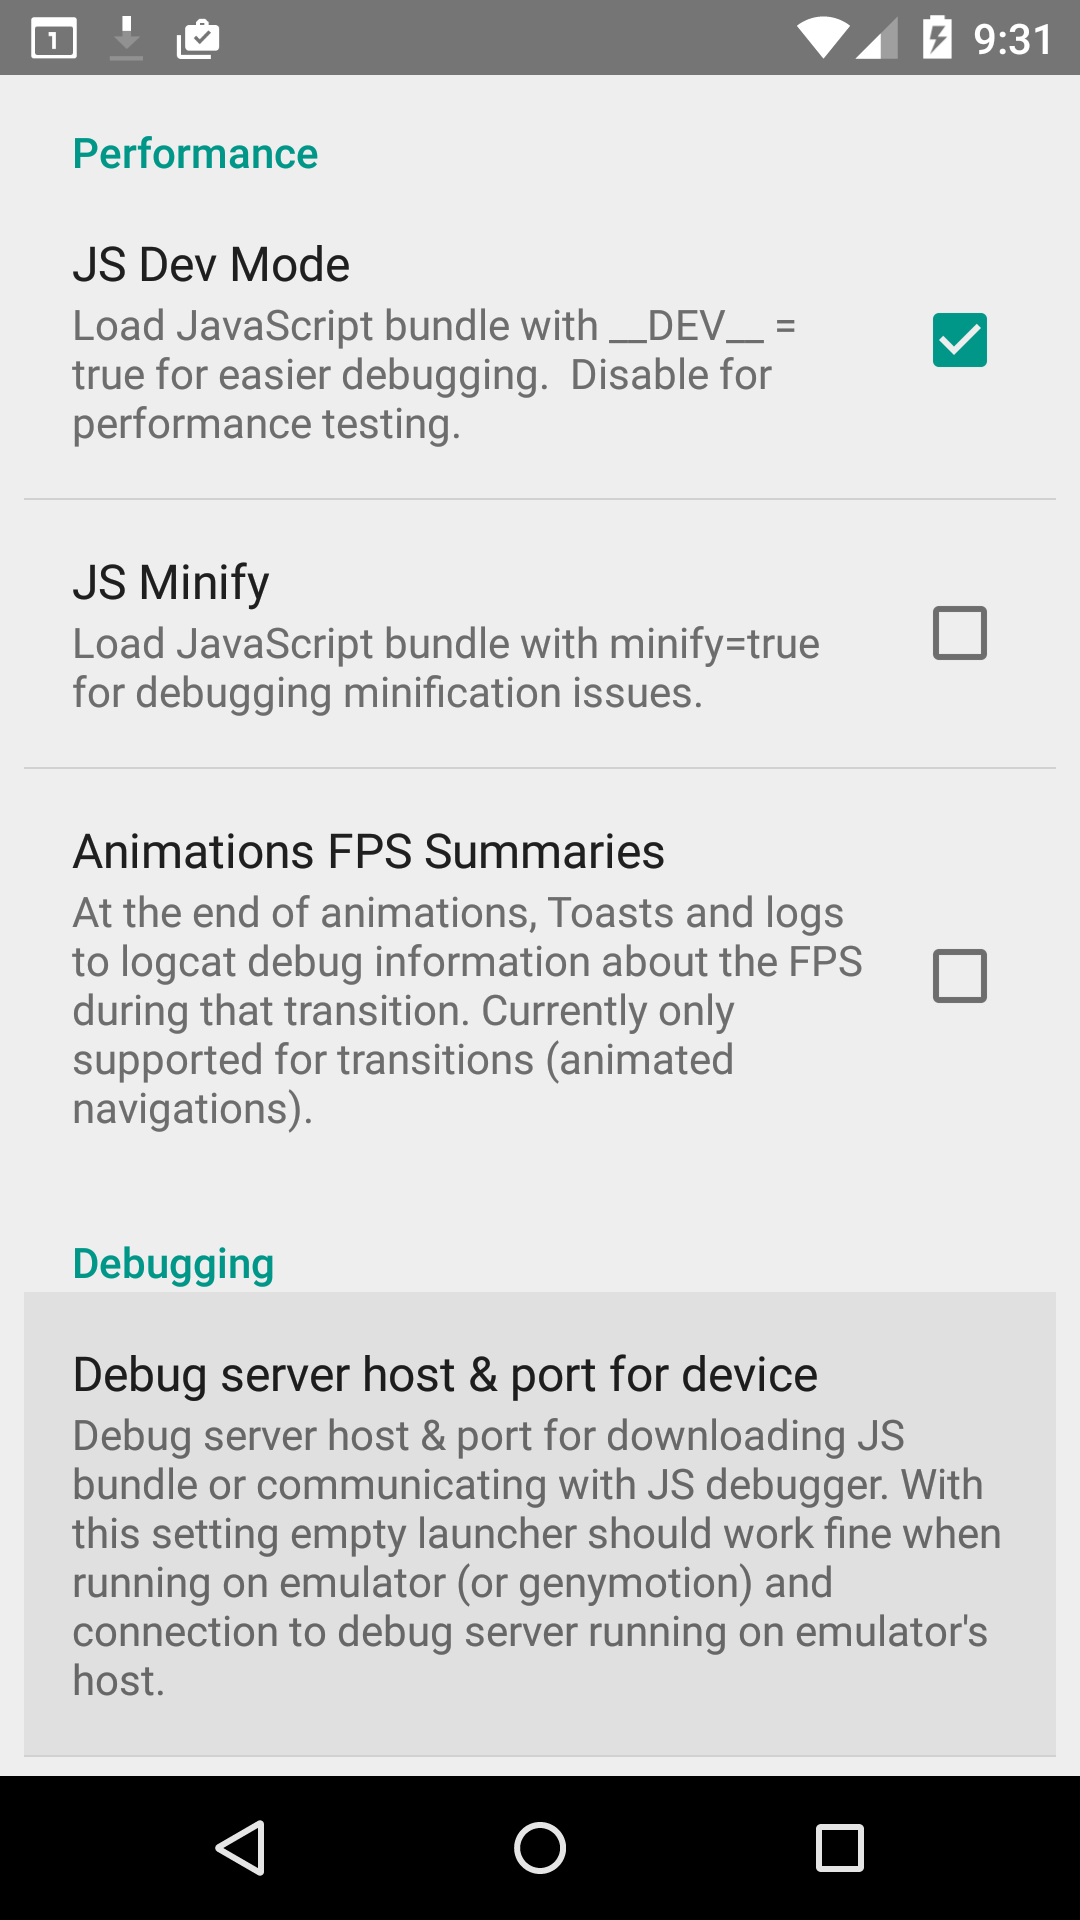 1 9:31
Performance
JS Dev Mode
Load JavaScript bundle with __DEV__ =
true for easier debugging.  Disable for
performance testing.
JS Minify
Load JavaScript bundle with minify=true
for debugging minification issues.
Animations FPS Summaries
At the end of animations, Toasts and logs
to logcat debug information about the FPS
during that transition. Currently only
supported for transitions (animated
navigations).
Debugging
Debug server host & port for device
Debug server host & port for downloading JS
bundle or communicating with JS debugger. With
this setting empty launcher should work fine when
running on emulator (or genymotion) and
connection to debug server running on emulator's
host.